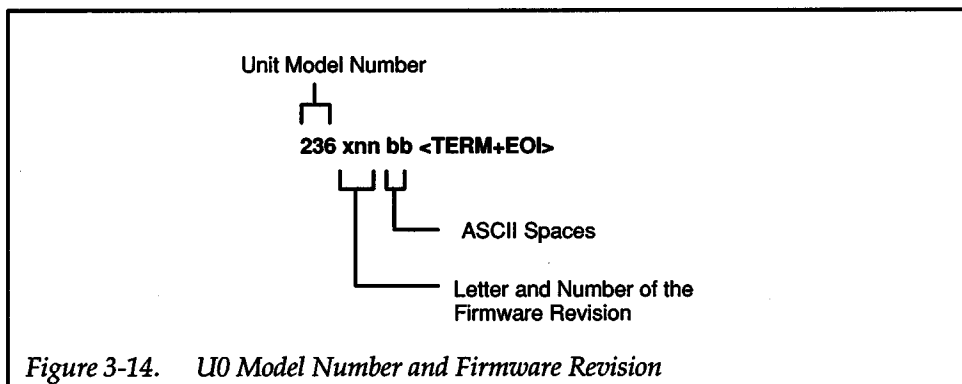 Unit Model Number
236 xnn bb <TERM+EOI>
ASCII Spaces
Letter and Number of the
Firmware Revision
Figure 3-14. U0 Model Number and Firmware Revision